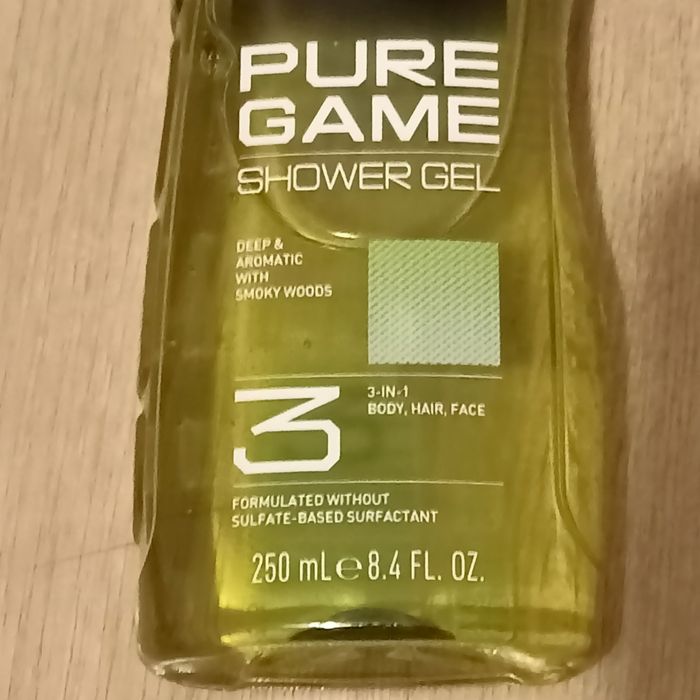 PURE
GAME
SHOWER GEL
DEEP &
AROMATIC
WITH
SMOKY WOODS
3
3-IN-1
BODY, HAIR, FACE
FORMULATED WITHOUT
SULFATE-BASED SURFACTANT
250 mL ℮ 8.4 FL. OZ.